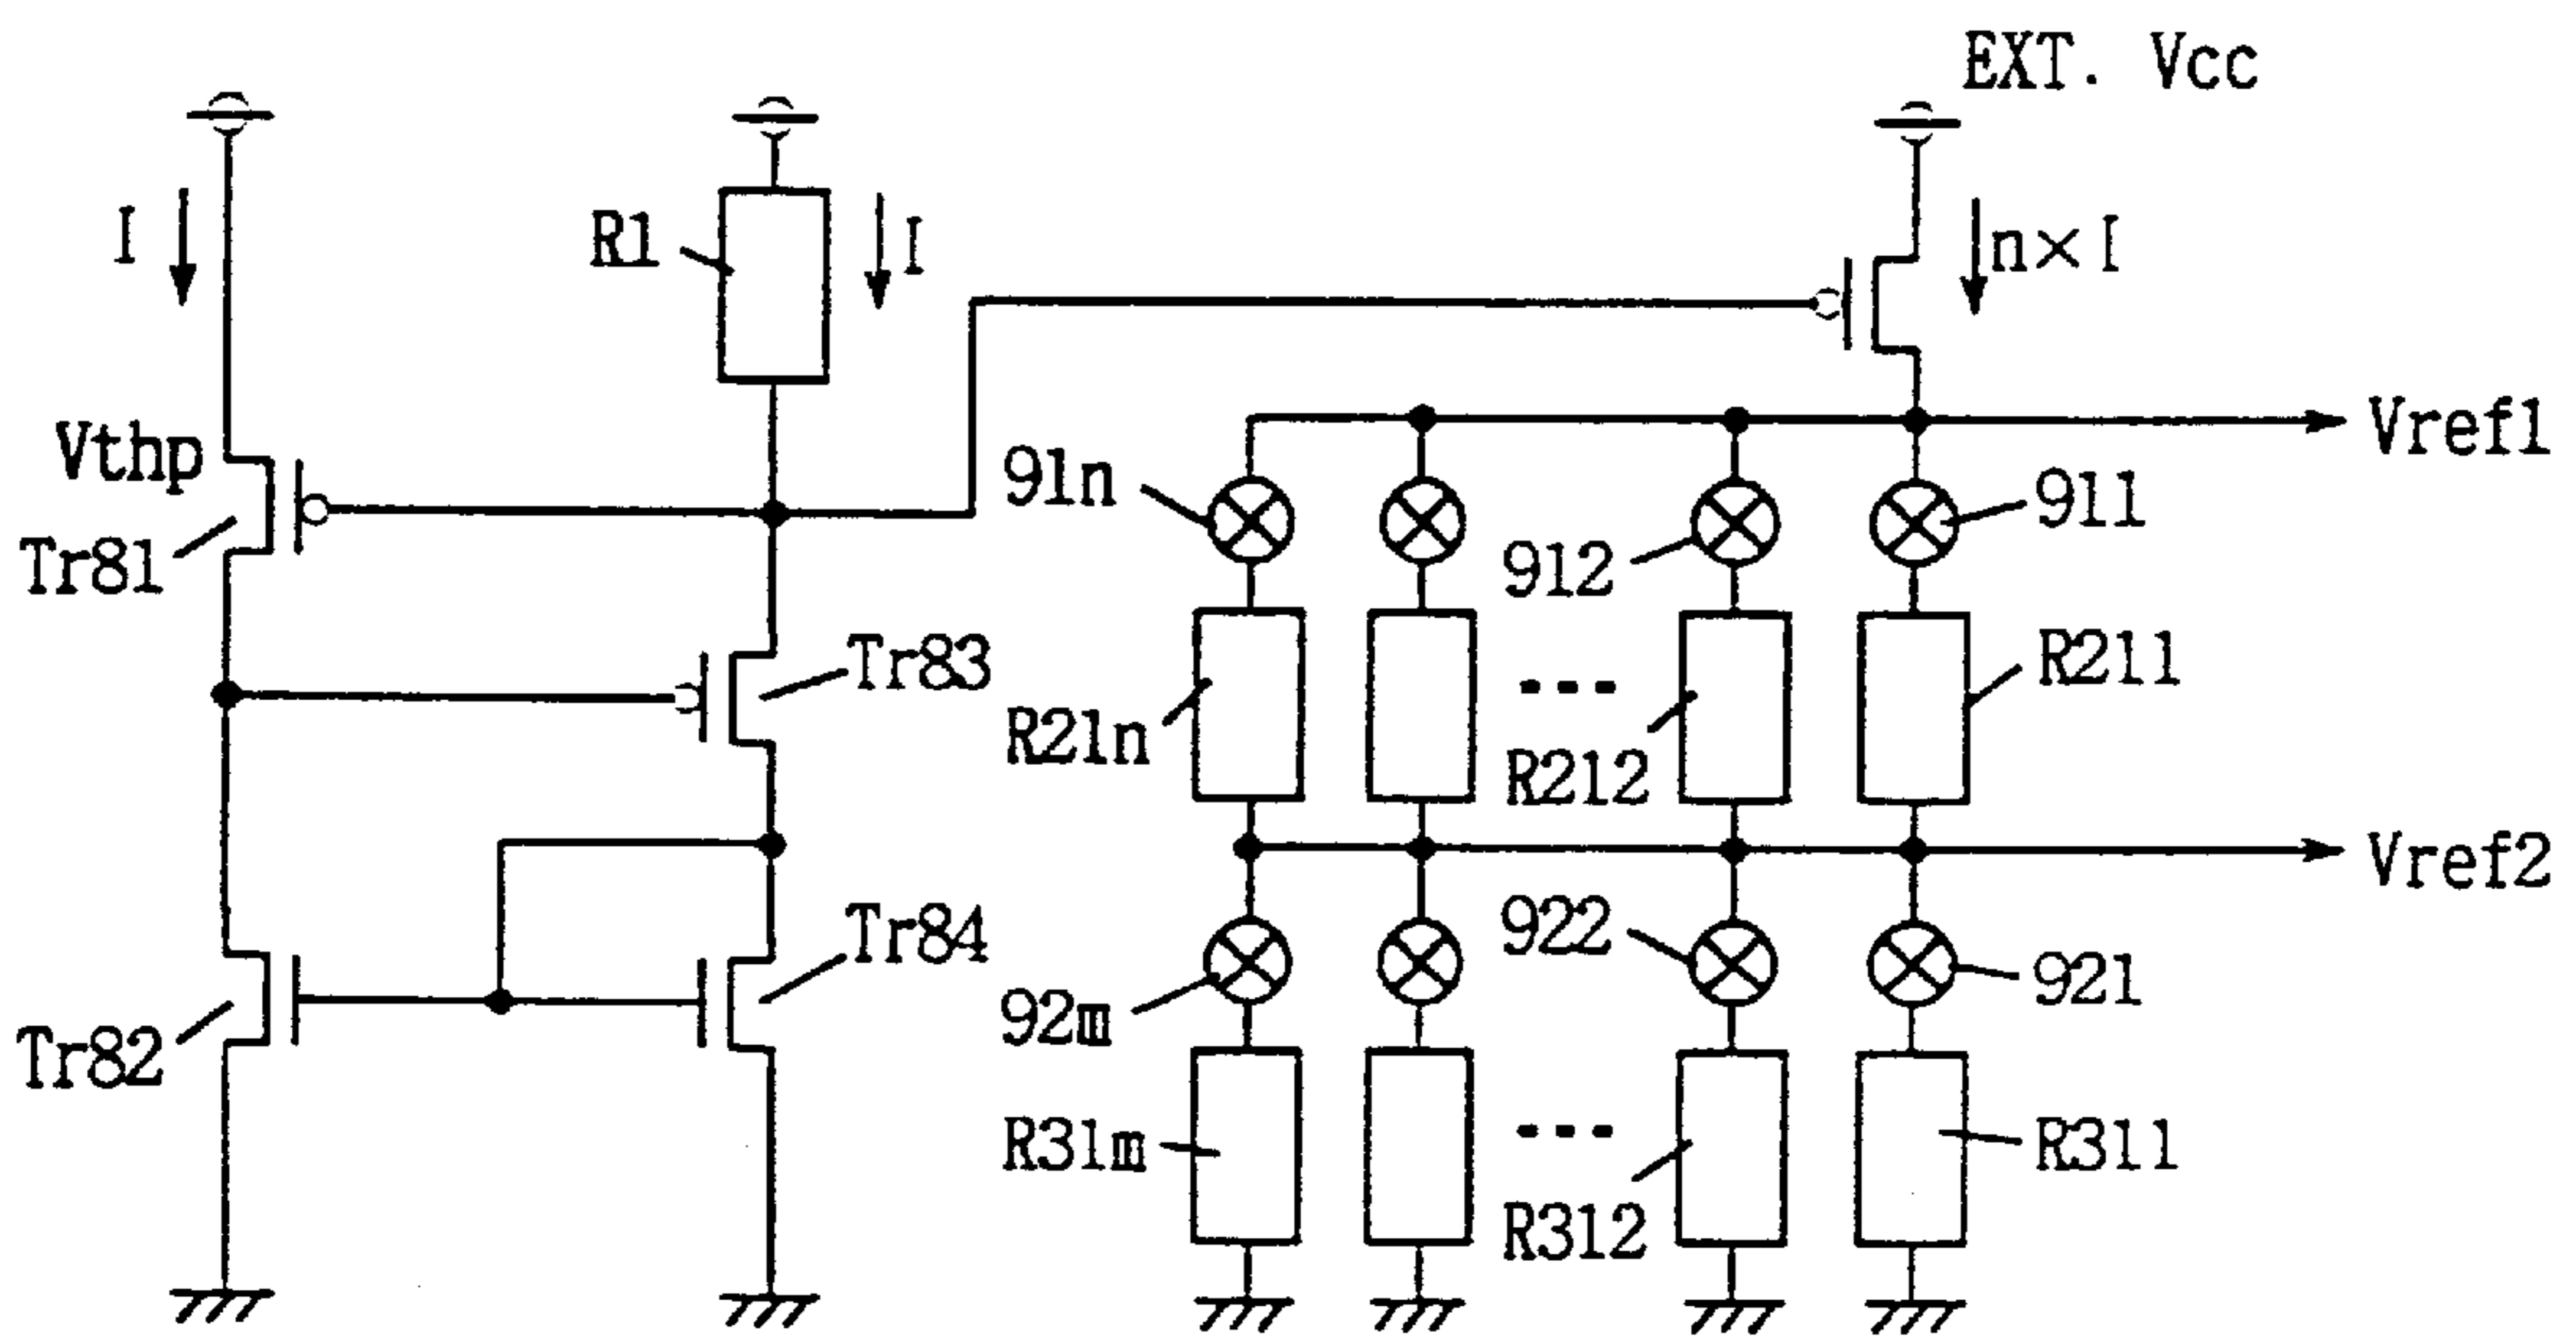 EXT. Vcc
I
R1
I
n×I
Vthp
Vref1
91n
911
Tr81
912
Tr83
R211
R21n
R212
Vref2
Tr84
922
921
92m
Tr82
R31m
R311
R312